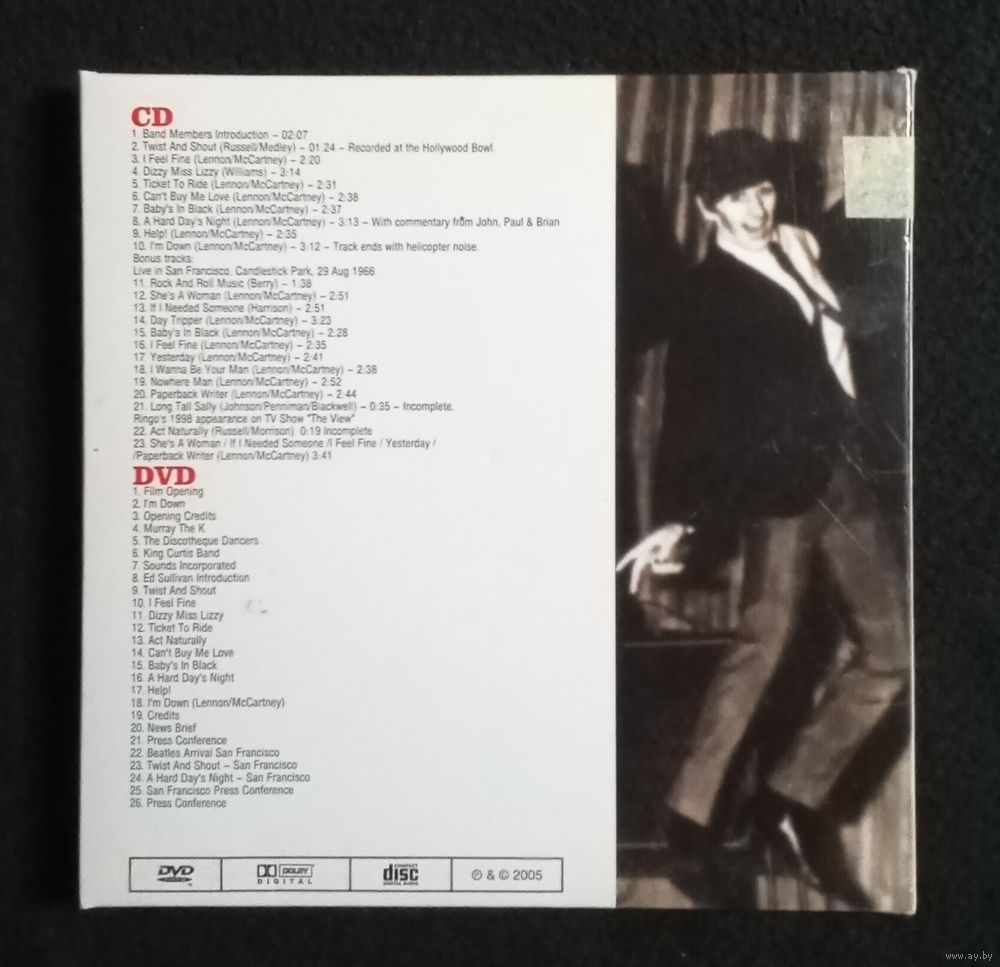 CD
1. Band Members Introduction – 02:07
2. Twist And Shout (Russell/Medley) – 01.24 – Recorded at the Hollywood Bowl.
3. I Feel Fine (Lennon/McCartney) – 2:20
4. Dizzy Miss Lizzy (Williams) – 3:14
5. Ticket To Ride (Lennon/McCartney) – 2:31
6. Can't Buy Me Love (Lennon/McCartney) – 2:38
7. Baby's In Black (Lennon/McCartney) – 2:37
8. A Hard Day's Night (Lennon/McCartney) – 3:13 – With commentary from John, Paul & Brian
9. Help! (Lennon/McCartney) – 2:35
10. I'm Down (Lennon/McCartney) – 3:12 – Track ends with helicopter noise.
Bonus tracks:
Live in San Francisco, Candlestick Park, 29 Aug 1966
11. Rock And Roll Music (Berry) – 1.38
12. She's A Woman (Lennon/McCartney) – 2:51
13. If I Needed Someone (Harrison) – 2:51
14. Day Tripper (Lennon/McCartney) – 3:23
15. Baby's In Black (Lennon/McCartney) – 2:28
16. I Feel Fine (Lennon/McCartney) – 2:35
17. Yesterday (Lennon/McCartney) – 2:41
18. I Wanna Be Your Man (Lennon/McCartney) – 2:38
19. Nowhere Man (Lennon/McCartney) – 2:52
20. Paperback Writer (Lennon/McCartney) – 2:44
21. Long Tall Sally (Johnson/Penniman/Blackwell) – 0:35 – Incomplete.
Ringo's 1998 appearance on TV Show "The View"
22. Act Naturally (Russell/Morrison) 0:19 Incomplete
23. She's A Woman / If I Needed Someone /I Feel Fine / Yesterday /
/Paperback Writer (Lennon/McCartney) 3:41
DVD
1. Film Opening
2. I'm Down
3. Opening Credits
4. Murray The K
5. The Discotheque Dancers
6. King Curtis Band
7. Sounds Incorporated
8. Ed Sullivan Introduction
9. Twist And Shout
10. I Feel Fine
11. Dizzy Miss Lizzy
12. Ticket To Ride
13. Act Naturally
14. Can't Buy Me Love
15. Baby's In Black
16. A Hard Day's Night
17. Help!
18. I'm Down (Lennon/McCartney)
19. Credits
20. News Brief
21. Press Conference
22. Beatles Arrival San Francisco
23. Twist And Shout – San Francisco
24. A Hard Day's Night – San Francisco
25. San Francisco Press Conference
26. Press Conference
DVD
DOLBY
DIGITAL
COMPACT
disc
DIGITAL AUDIO
℗ & © 2005
www.ay.by